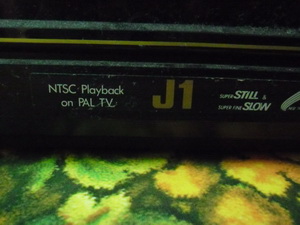 NTSC Playback
on PAL TV
J1
SUPER STILL &
SUPER FINE SLOW